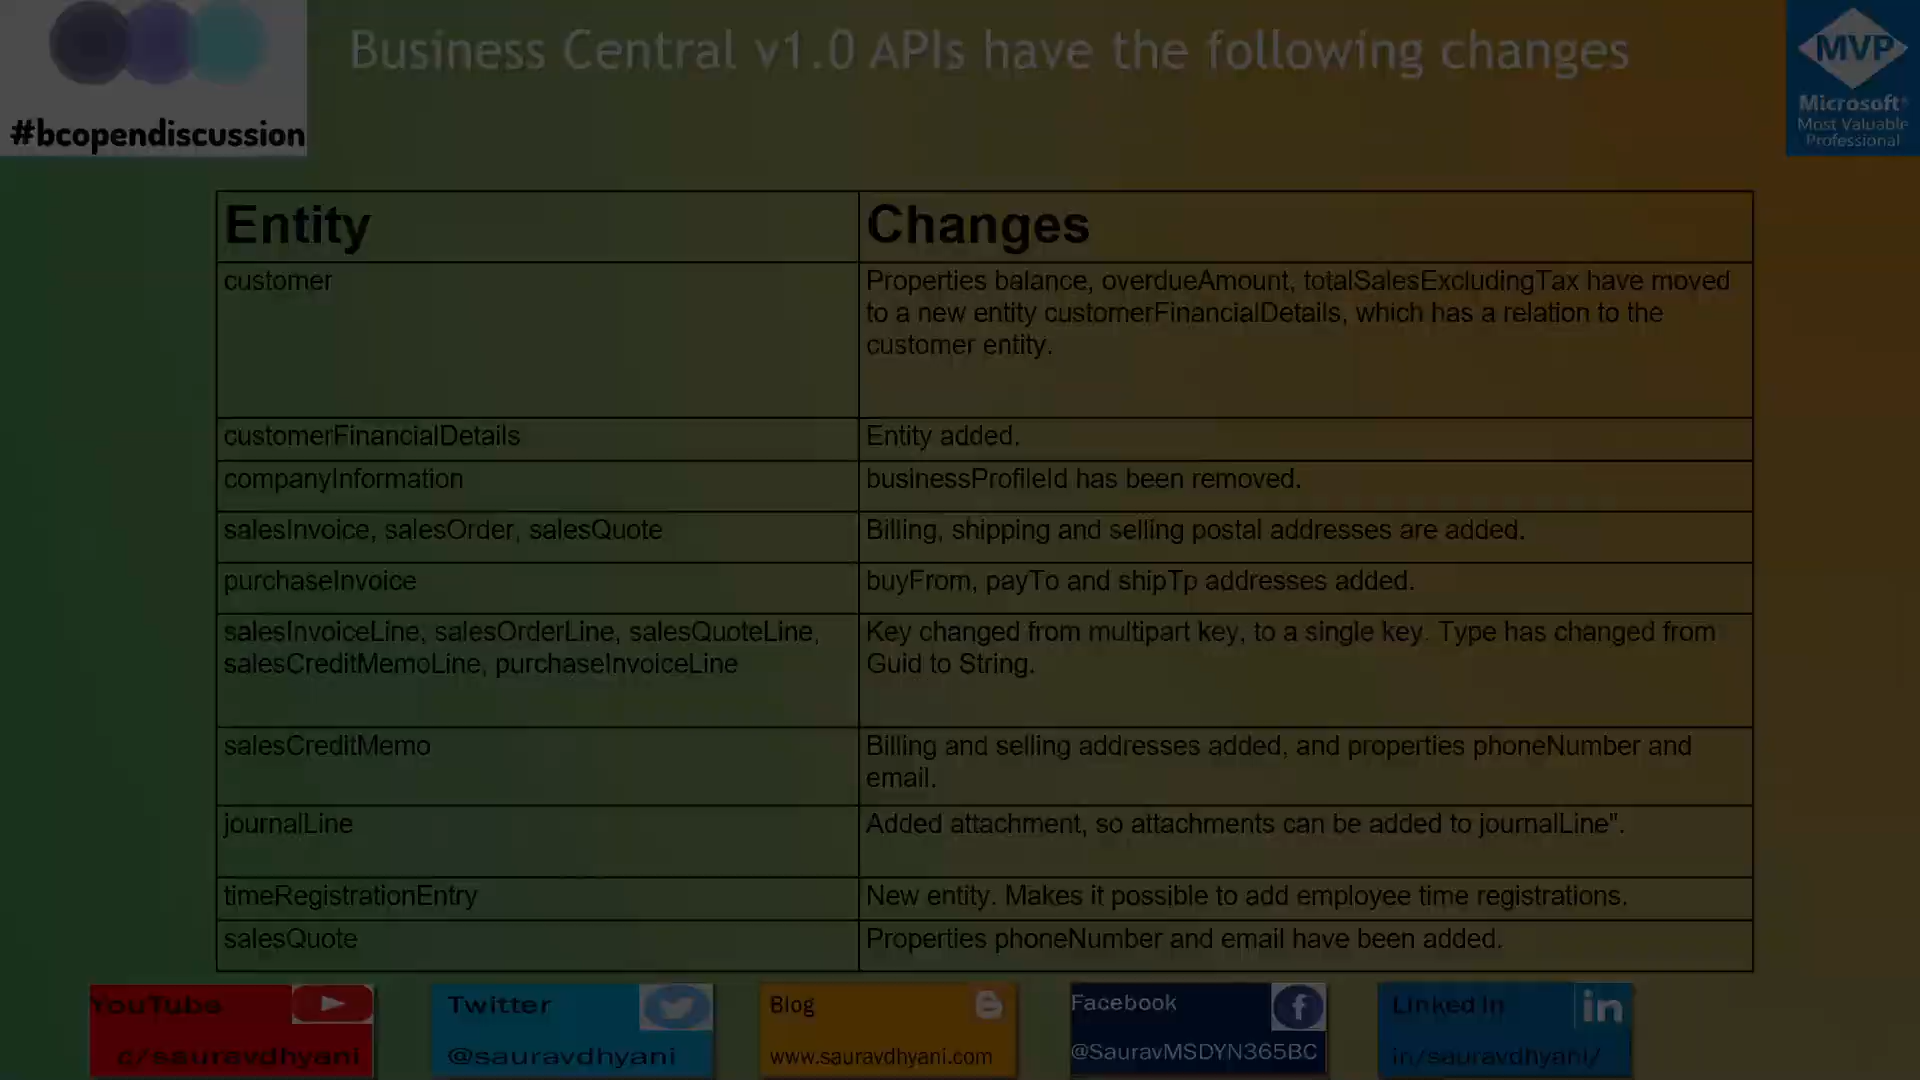 Business Central v1.0 APIs have the following changes
MVP
Microsoft®
Most Valuable
Professional
#bcopendiscussion
Entity
Changes
customer
Properties balance, overdueAmount, totalSalesExcludingTax have moved
to a new entity customerFinancialDetails, which has a relation to the
customer entity.
customerFinancialDetails
Entity added.
companyInformation
businessProfileId has been removed.
salesInvoice, salesOrder, salesQuote
Billing, shipping and selling postal addresses are added.
purchaseInvoice
buyFrom, payTo and shipTp addresses added.
salesInvoiceLine, salesOrderLine, salesQuoteLine,
salesCreditMemoLine, purchaseInvoiceLine
Key changed from multipart key, to a single key. Type has changed from
Guid to String.
salesCreditMemo
Billing and selling addresses added, and properties phoneNumber and
email.
journalLine
Added attachment, so attachments can be added to journalLine".
timeRegistrationEntry
New entity. Makes it possible to add employee time registrations.
salesQuote
Properties phoneNumber and email have been added.
YouTube
c/sauravdhyani
Twitter
@sauravdhyani
Blog
www.sauravdhyani.com
Facebook
@SauravMSDYN365BC
Linked In
in/sauravdhyani/